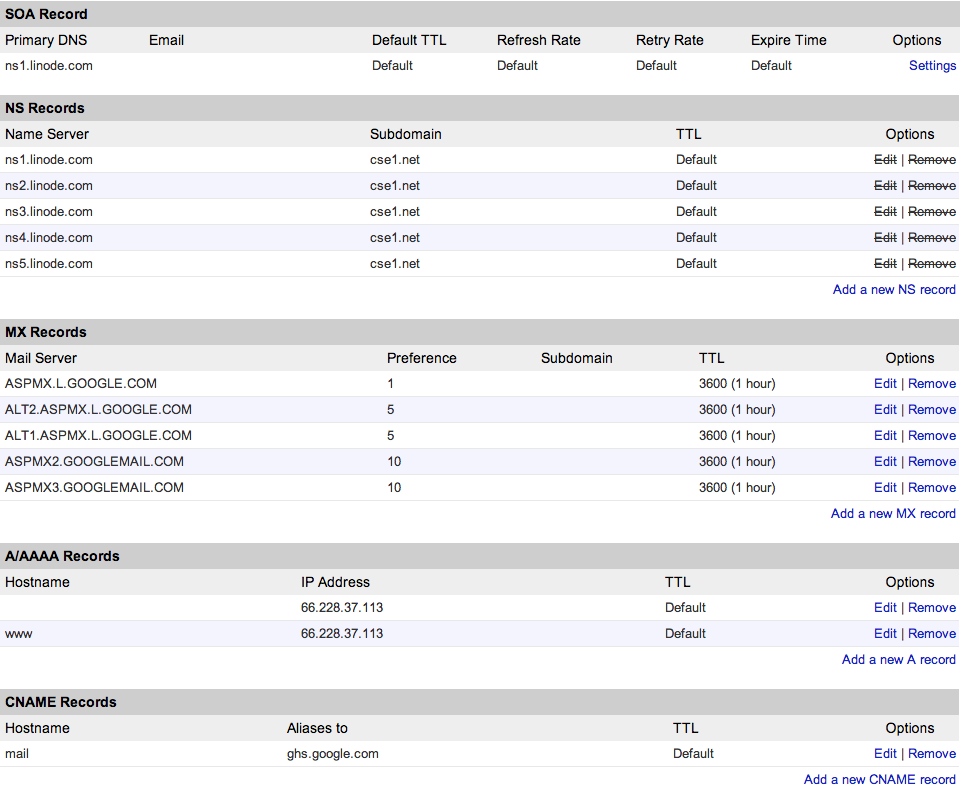 SOA Record
Primary DNS Email Default TTL Refresh Rate Retry Rate Expire Time Options
ns1.linode.com Default Default Default Default Settings
NS Records
Name Server Subdomain TTL Options
ns1.linode.com cse1.net Default Edit | Remove
ns2.linode.com cse1.net Default Edit | Remove
ns3.linode.com cse1.net Default Edit | Remove
ns4.linode.com cse1.net Default Edit | Remove
ns5.linode.com cse1.net Default Edit | Remove
Add a new NS record
MX Records
Mail Server Preference Subdomain TTL Options
ASPMX.L.GOOGLE.COM 1 3600 (1 hour) Edit | Remove
ALT2.ASPMX.L.GOOGLE.COM 5 3600 (1 hour) Edit | Remove
ALT1.ASPMX.L.GOOGLE.COM 5 3600 (1 hour) Edit | Remove
ASPMX2.GOOGLEMAIL.COM 10 3600 (1 hour) Edit | Remove
ASPMX3.GOOGLEMAIL.COM 10 3600 (1 hour) Edit | Remove
Add a new MX record
A/AAAA Records
Hostname IP Address TTL Options
66.228.37.113 Default Edit | Remove
www 66.228.37.113 Default Edit | Remove
Add a new A record
CNAME Records
Hostname Aliases to TTL Options
mail ghs.google.com Default Edit | Remove
Add a new CNAME record